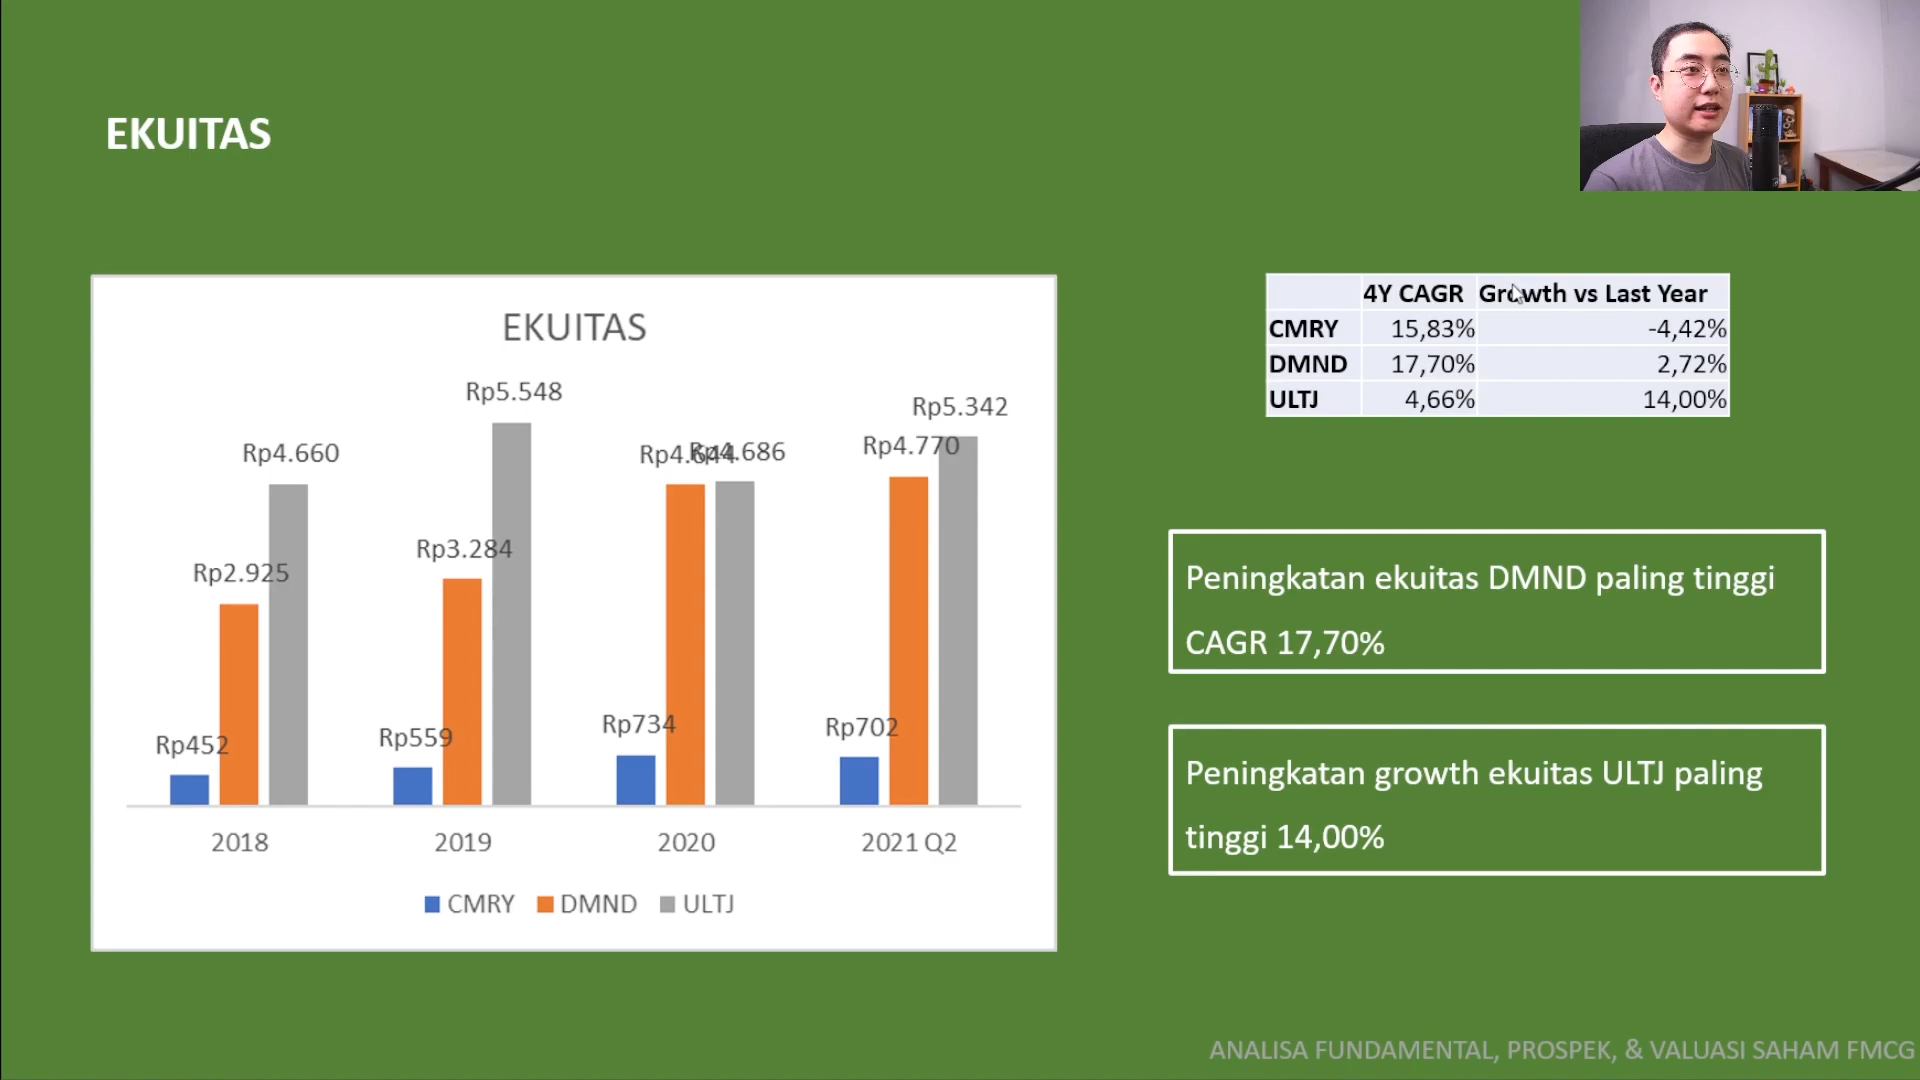 EKUITAS
EKUITAS
Rp5.548
Rp5.342
Rp4.660
Rp4.644
Rp4.686
Rp4.770
Rp2.925
Rp3.284
Rp452
Rp559
Rp734
Rp702
2018 2019 2020 2021 Q2
CMRY DMND ULTJ
4Y CAGR Growth vs Last Year
CMRY 15,83% -4,42%
DMND 17,70% 2,72%
ULTJ 4,66% 14,00%
Peningkatan ekuitas DMND paling tinggi
CAGR 17,70%
Peningkatan growth ekuitas ULTJ paling
tinggi 14,00%
ANALISA FUNDAMENTAL, PROSPEK, & VALUASI SAHAM FMCG